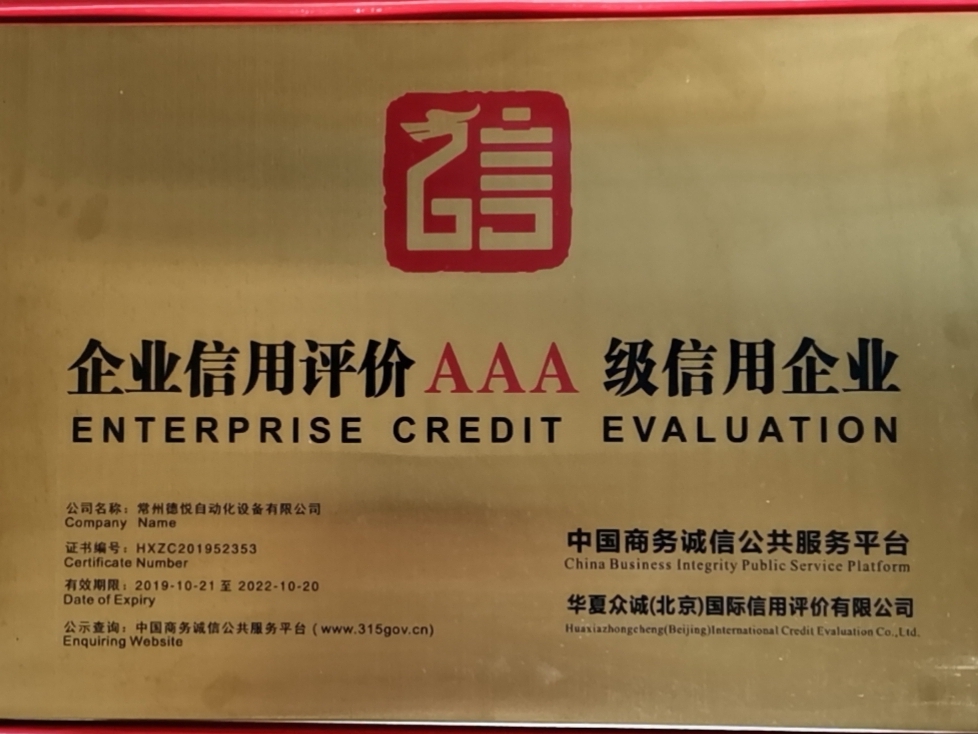 信
企业信用评价AAA 级信用企业
ENTERPRISE CREDIT EVALUATION
公司名称：常州德悦自动化设备有限公司
Company Name
证书编号：HXZC201952353
Certificate Number
有效期限：2019-10-21 至 2022-10-20
Date of Expiry
公示查询：中国商务诚信公共服务平台（www.315gov.cn)
Enquiring Website
中国商务诚信公共服务平台
China Business Integrity Public Service Platform
华夏众诚(北京)国际信用评价有限公司
Huaxiazhongcheng(Beijing)International Credit Evaluation Co.,Ltd.